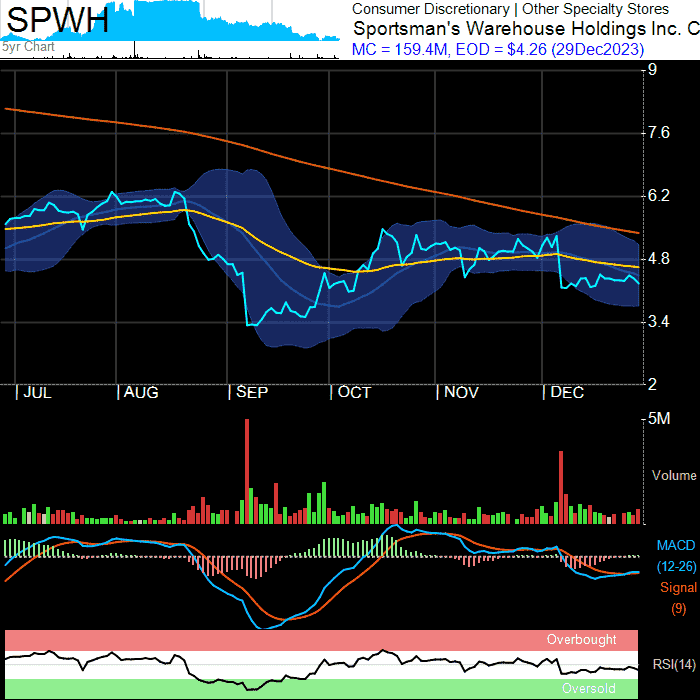 SPWH
5yr Chart
Consumer Discretionary | Other Specialty Stores
Sportsman's Warehouse Holdings Inc. C
MC = 159.4M, EOD = $4.26 (29Dec2023)
9
7.6
6.2
4.8
3.4
2
| JUL | AUG | SEP | OCT | NOV | DEC
5M
Volume
MACD
(12-26)
Signal
(9)
Overbought
RSI(14)
Oversold